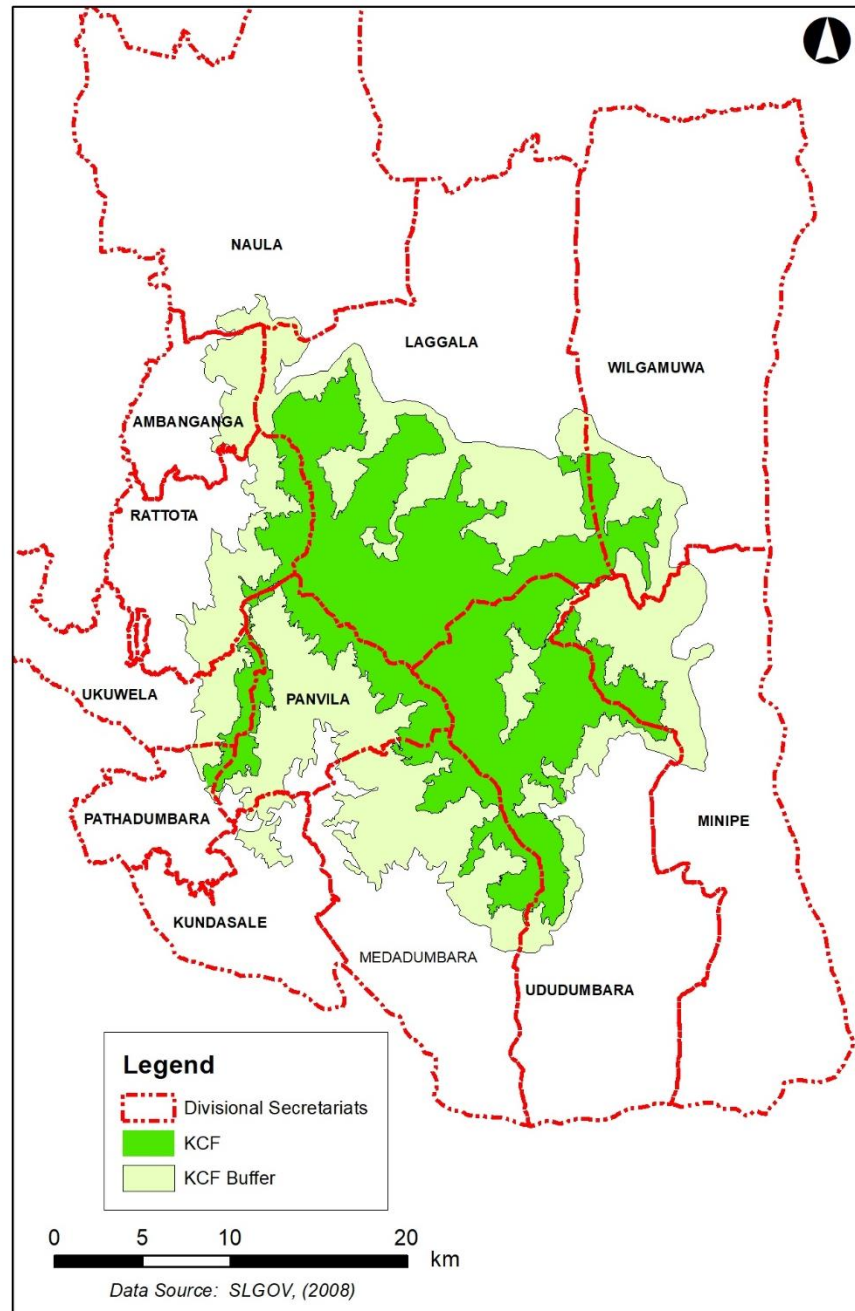 NAULA
LAGGALA
WILGAMUWA
AMBANGANGA
RATTOTA
UKUWELA
PANVILA
PATHADUMBARA
MINIPE
KUNDASALE
MEDADUMBARA
UDUDUMBARA
Legend
Divisional Secretariats
KCF
KCF Buffer
0 5 10 20
km
Data Source: SLGOV, (2008)